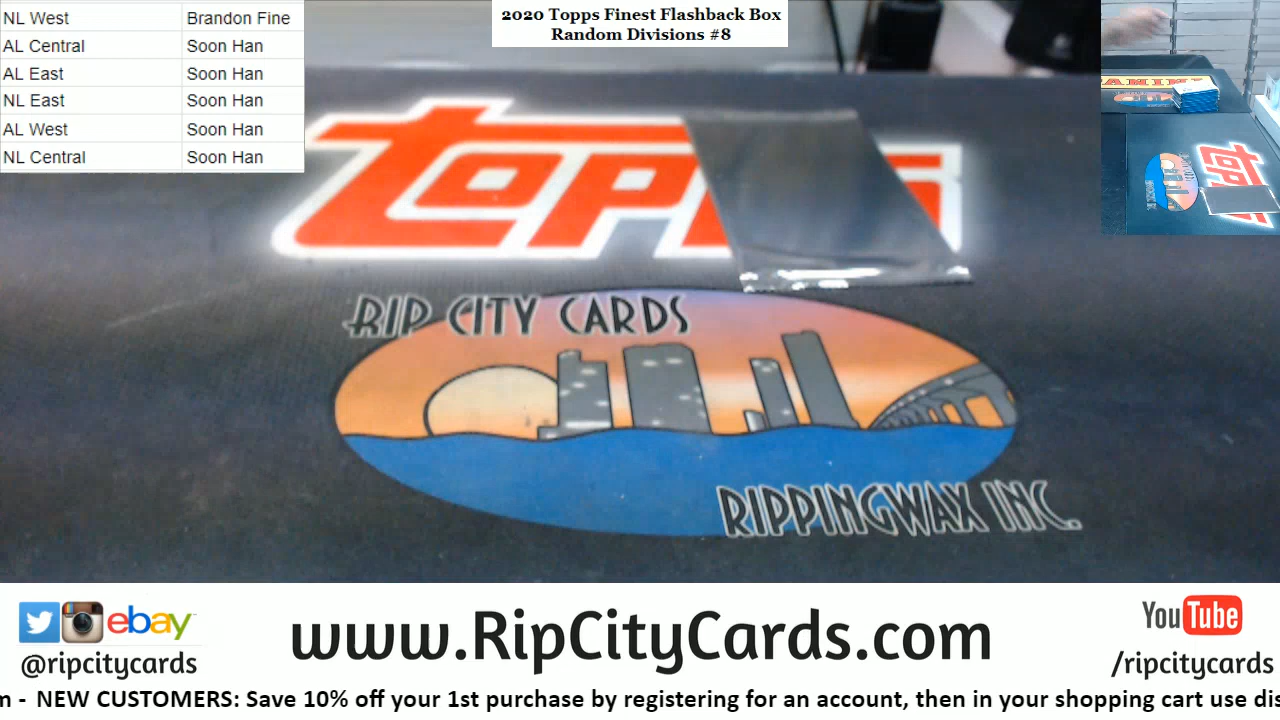 NL West Brandon Fine
AL Central Soon Han
AL East Soon Han
NL East Soon Han
AL West Soon Han
NL Central Soon Han
2020 Topps Finest Flashback Box
Random Divisions #8
PANINI
topps
RIP CITY CARDS
RIPPINGWAX INC.
ebay
@ripcitycards
www.RipCityCards.com
YouTube
/ripcitycards
m - NEW CUSTOMERS: Save 10% off your 1st purchase by registering for an account, then in your shopping cart use dis